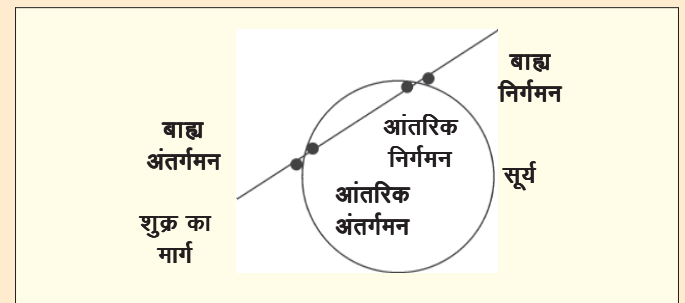 बाह्य
निर्गमन
बाह्य
अंतर्गमन
आंतरिक
निर्गमन
सूर्य
आंतरिक
अंतर्गमन
शुक्र का
मार्ग